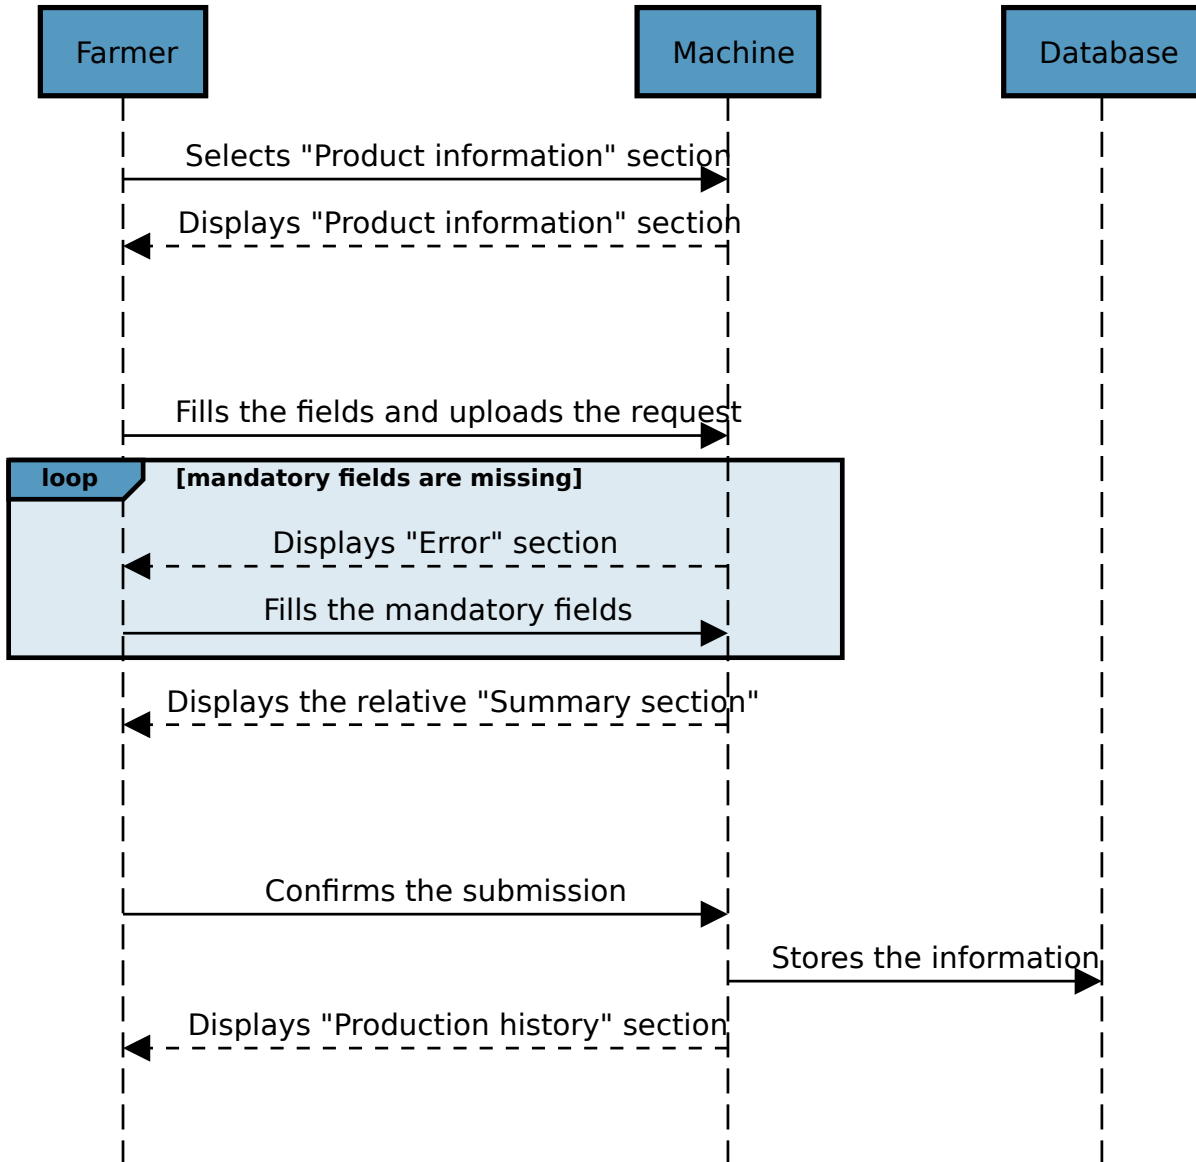 Farmer
Machine
Database
Selects "Product information" section
Displays "Product information" section
Fills the fields and uploads the request
loop
[mandatory fields are missing]
Displays "Error" section
Fills the mandatory fields
Displays the relative "Summary section"
Confirms the submission
Stores the information
Displays "Production history" section